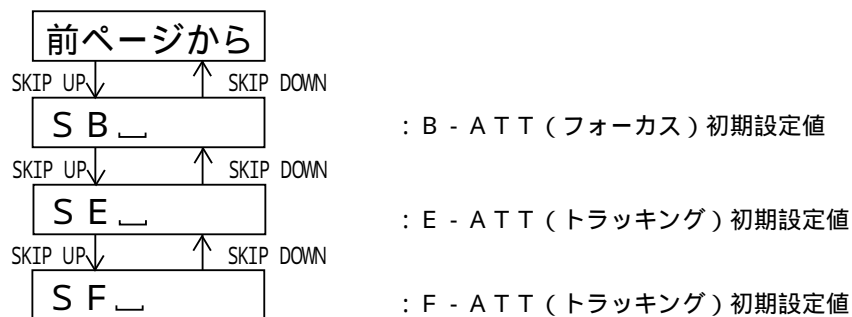 前ページから
SKIP UP SKIP DOWN
ＳＢ⎵ ：Ｂ-ＡＴＴ（フォーカス）初期設定値
SKIP UP SKIP DOWN
ＳＥ⎵ ：Ｅ-ＡＴＴ（トラッキング）初期設定値
SKIP UP SKIP DOWN
ＳＦ⎵ ：Ｆ-ＡＴＴ（トラッキング）初期設定値